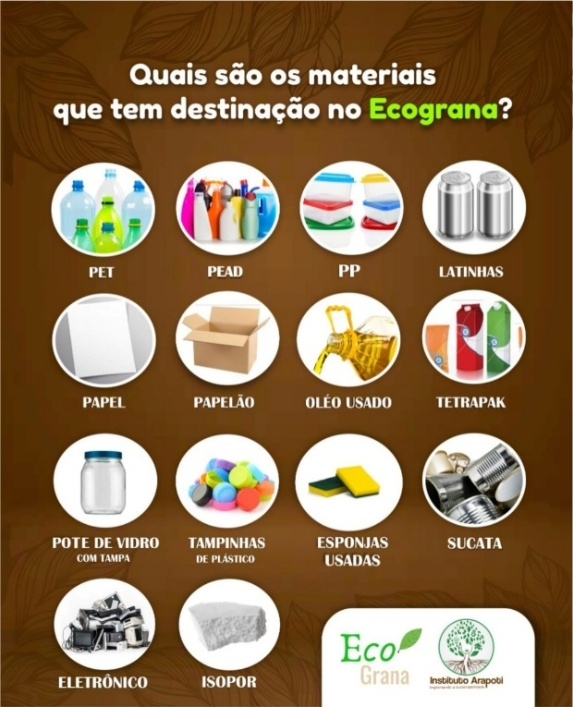 Quais são os materiais
que tem destinação no Ecograna?
PET
PEAD
PP
LATINHAS
PAPEL
PAPELÃO
OLÉO USADO
TETRAPAK
POTE DE VIDRO
COM TAMPA
TAMPINHAS
DE PLÁSTICO
ESPONJAS
USADAS
SUCATA
ELETRÔNICO
ISOPOR
Eco
Grana
Instituto Arapoti